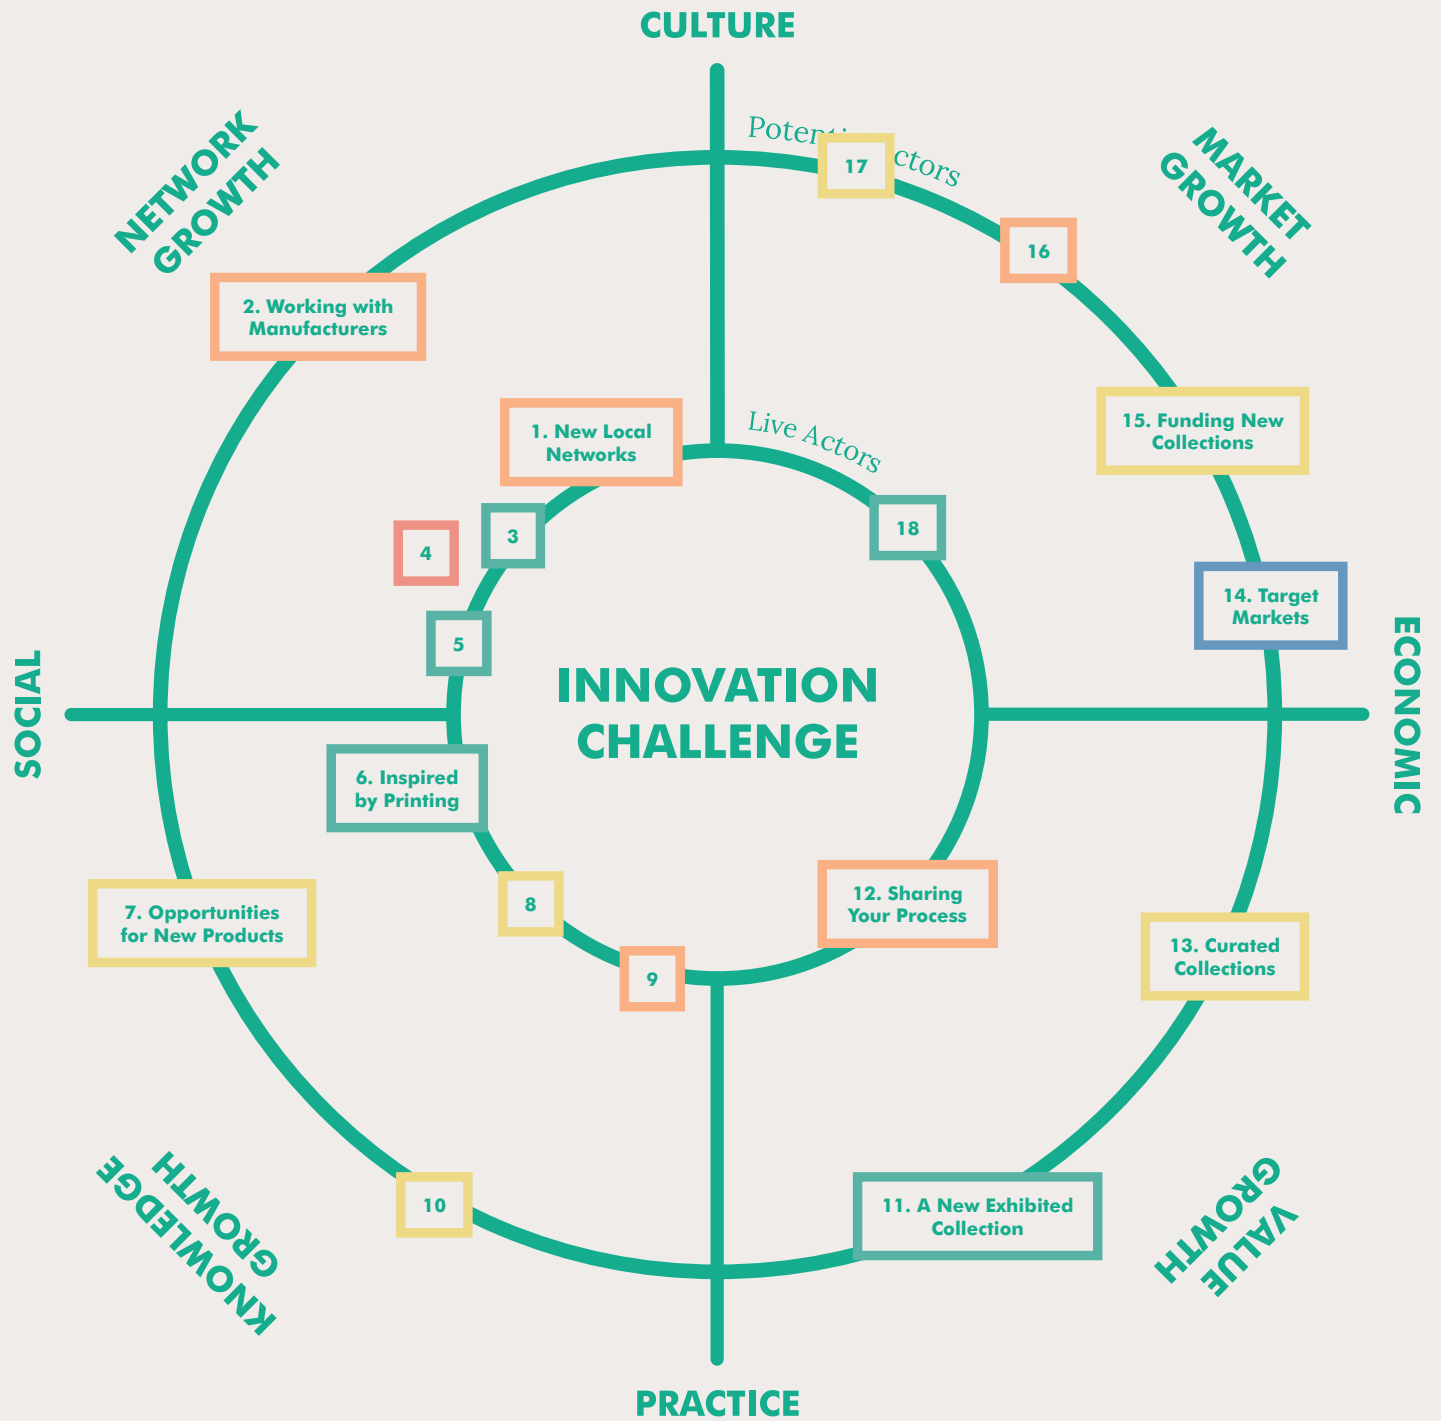 CULTURE
NETWORK
GROWTH
MARKET
GROWTH
Potenti ctors
17
16
2. Working with
Manufacturers
15. Funding New
Collections
1. New Local
Networks
Live Actors
3
18
4
14. Target
Markets
5
SOCIAL
INNOVATION
CHALLENGE
ECONOMIC
6. Inspired
by Printing
8
12. Sharing
Your Process
7. Opportunities
for New Products
9
13. Curated
Collections
10
11. A New Exhibited
Collection
KNOWLEDGE
GROWTH
VALUE
GROWTH
PRACTICE